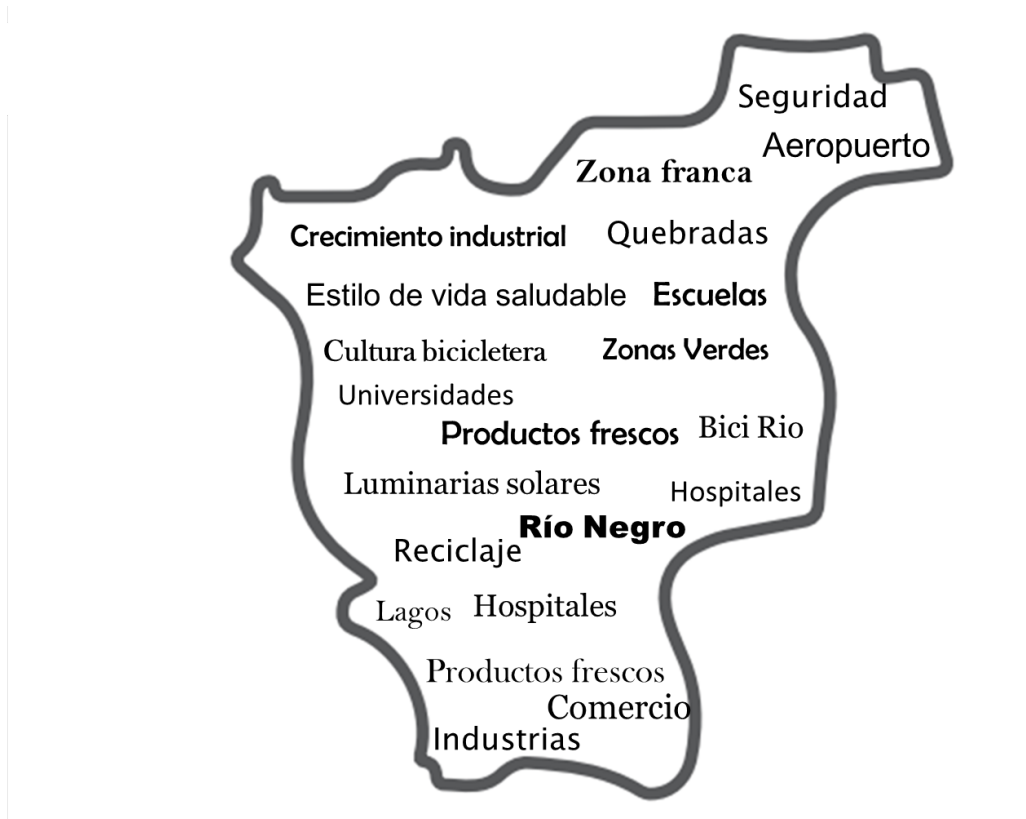 Seguridad
Aeropuerto
Zona franca
Crecimiento industrial
Quebradas
Estilo de vida saludable
Escuelas
Cultura bicicletera
Zonas Verdes
Universidades
Productos frescos
Bici Rio
Luminarias solares
Hospitales
Río Negro
Reciclaje
Lagos
Hospitales
Productos frescos
Comercio
Industrias